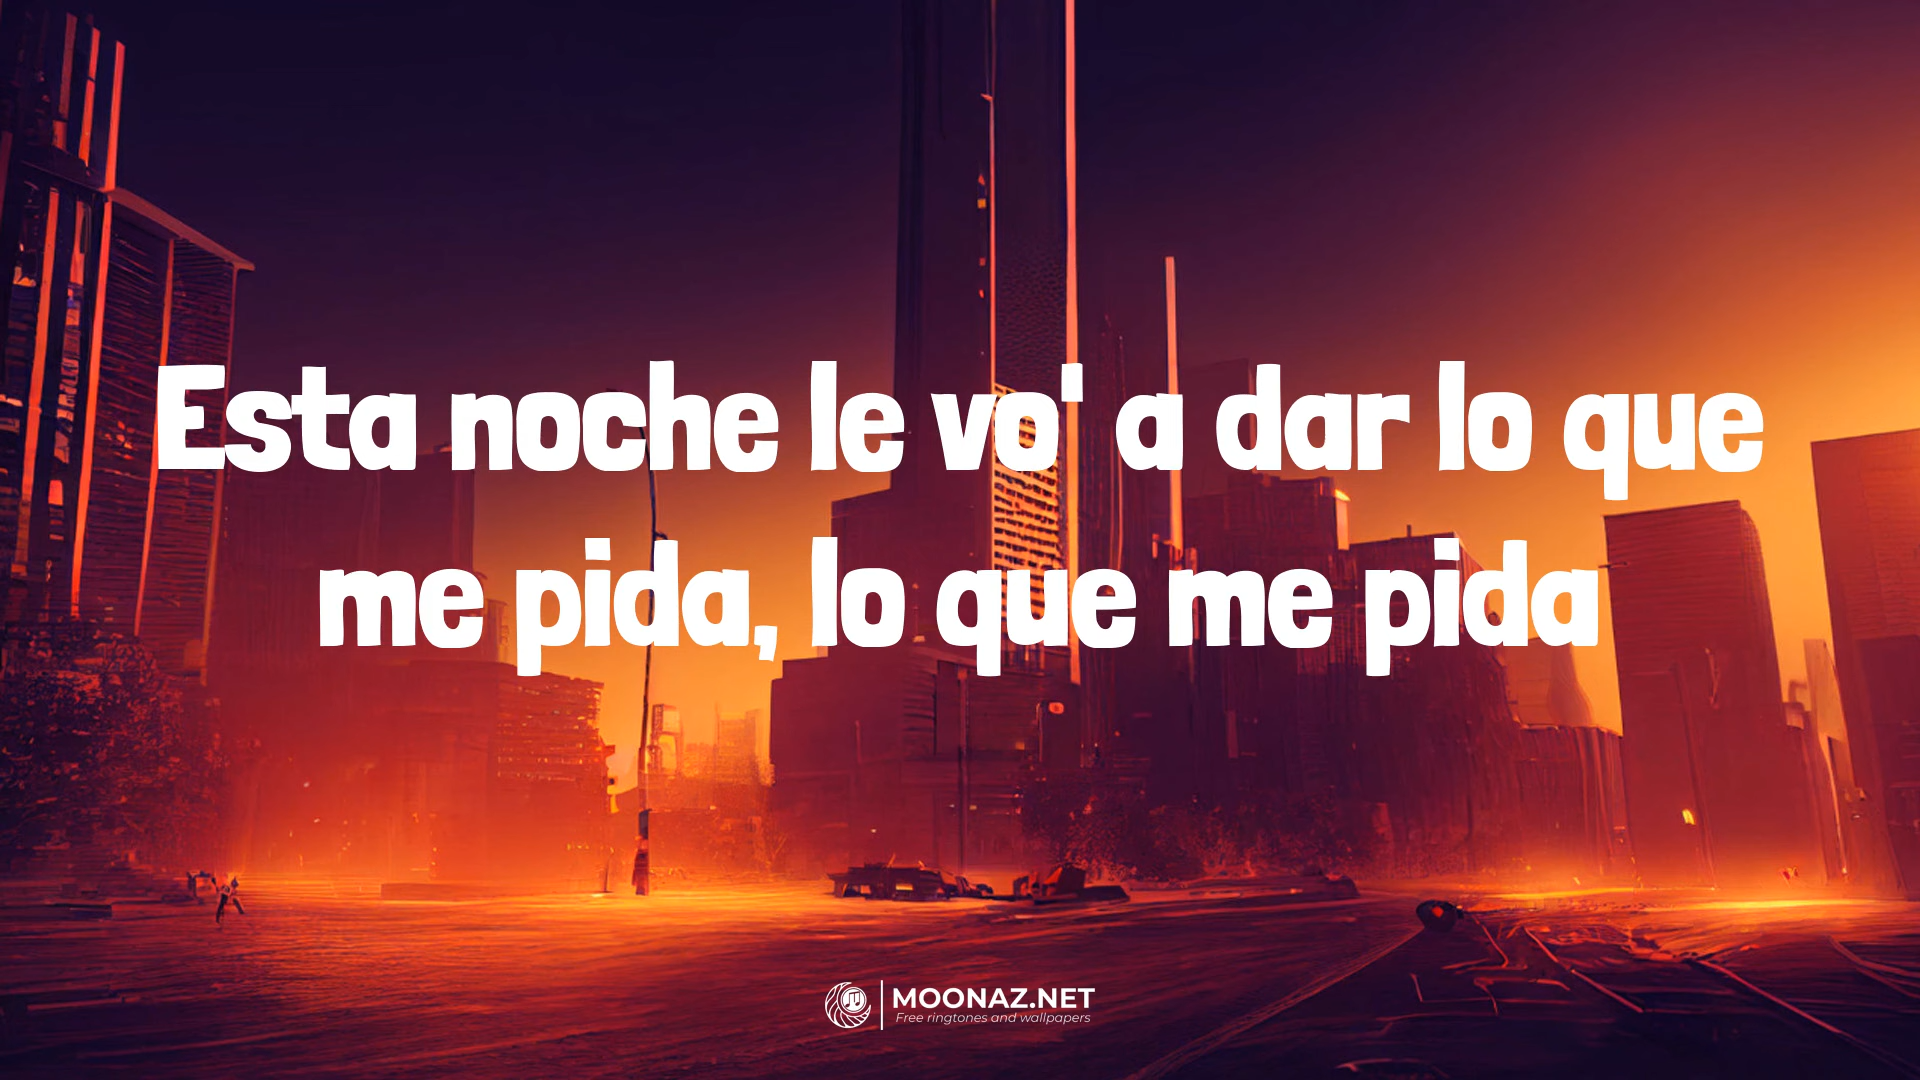 Esta noche le vo' a dar lo que
me pida, lo que me pida
MOONAZ.NET
Free ringtones and wallpapers